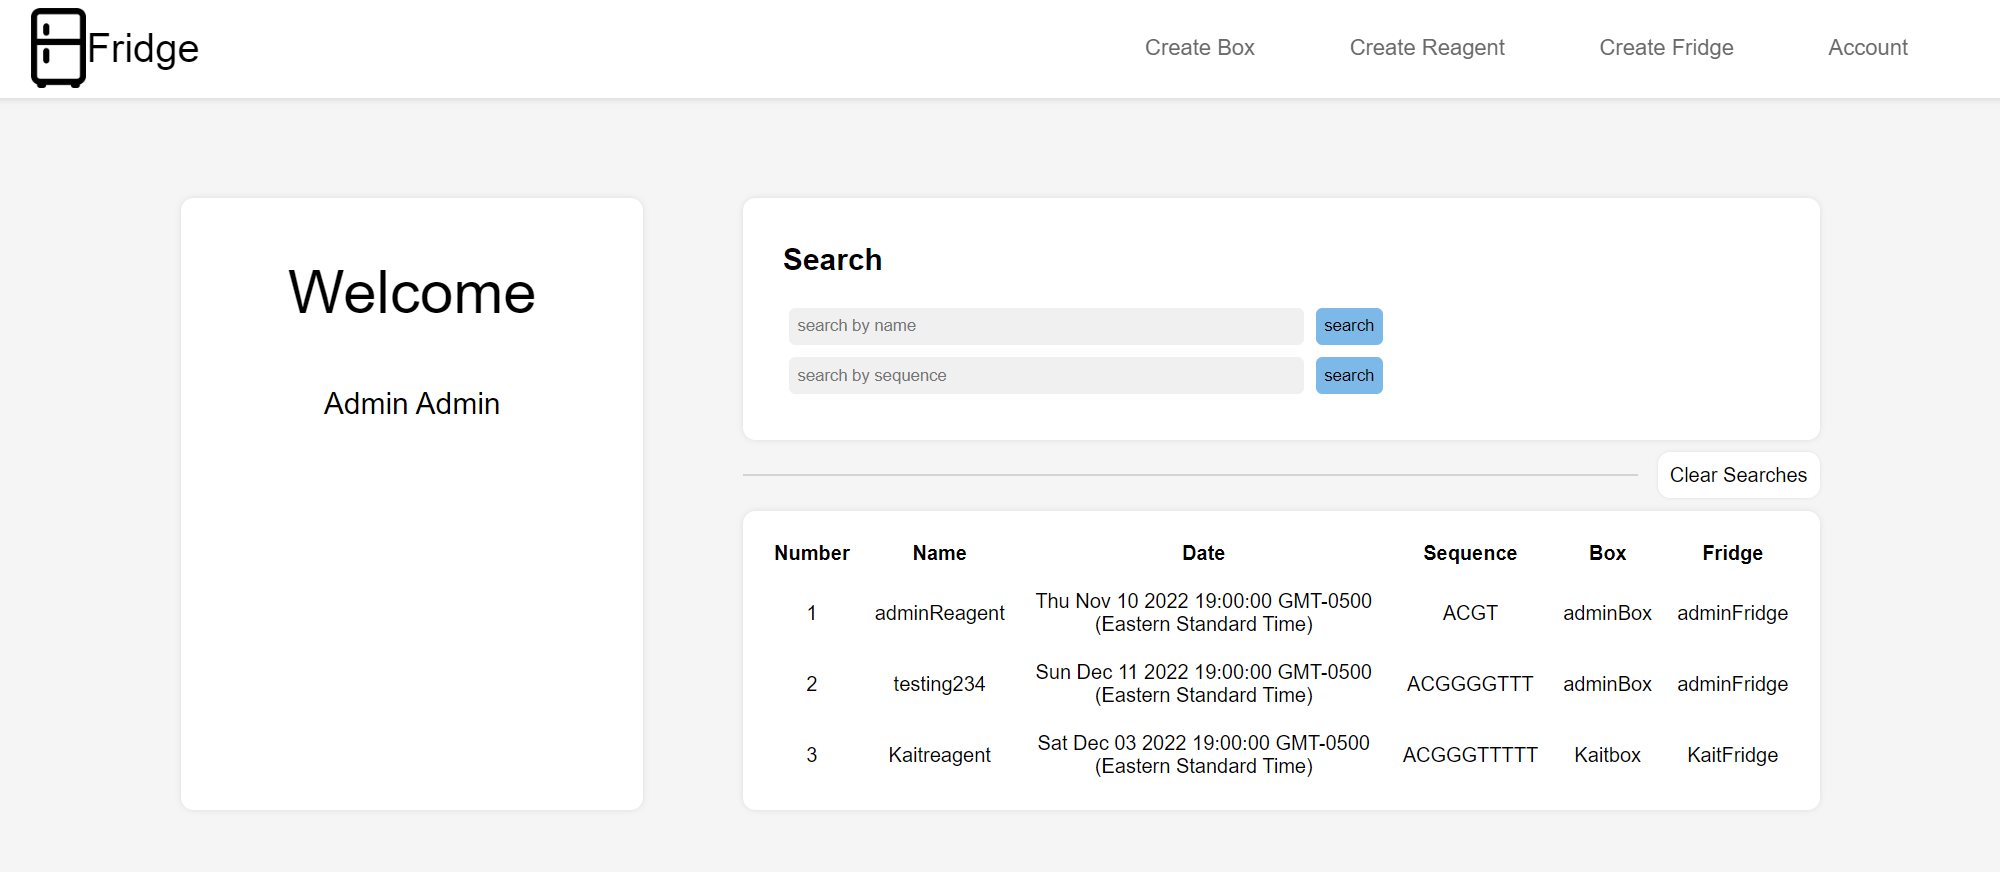 Fridge
Create Box
Create Reagent
Create Fridge
Account
Welcome
Admin Admin
Search
search by name
search
search by sequence
search
Clear Searches
Number Name Date Sequence Box Fridge
1 adminReagent Thu Nov 10 2022 19:00:00 GMT-0500 (Eastern Standard Time) ACGT adminBox adminFridge
2 testing234 Sun Dec 11 2022 19:00:00 GMT-0500 (Eastern Standard Time) ACGGGGTTT adminBox adminFridge
3 Kaitreagent Sat Dec 03 2022 19:00:00 GMT-0500 (Eastern Standard Time) ACGGGTTTTT Kaitbox KaitFridge